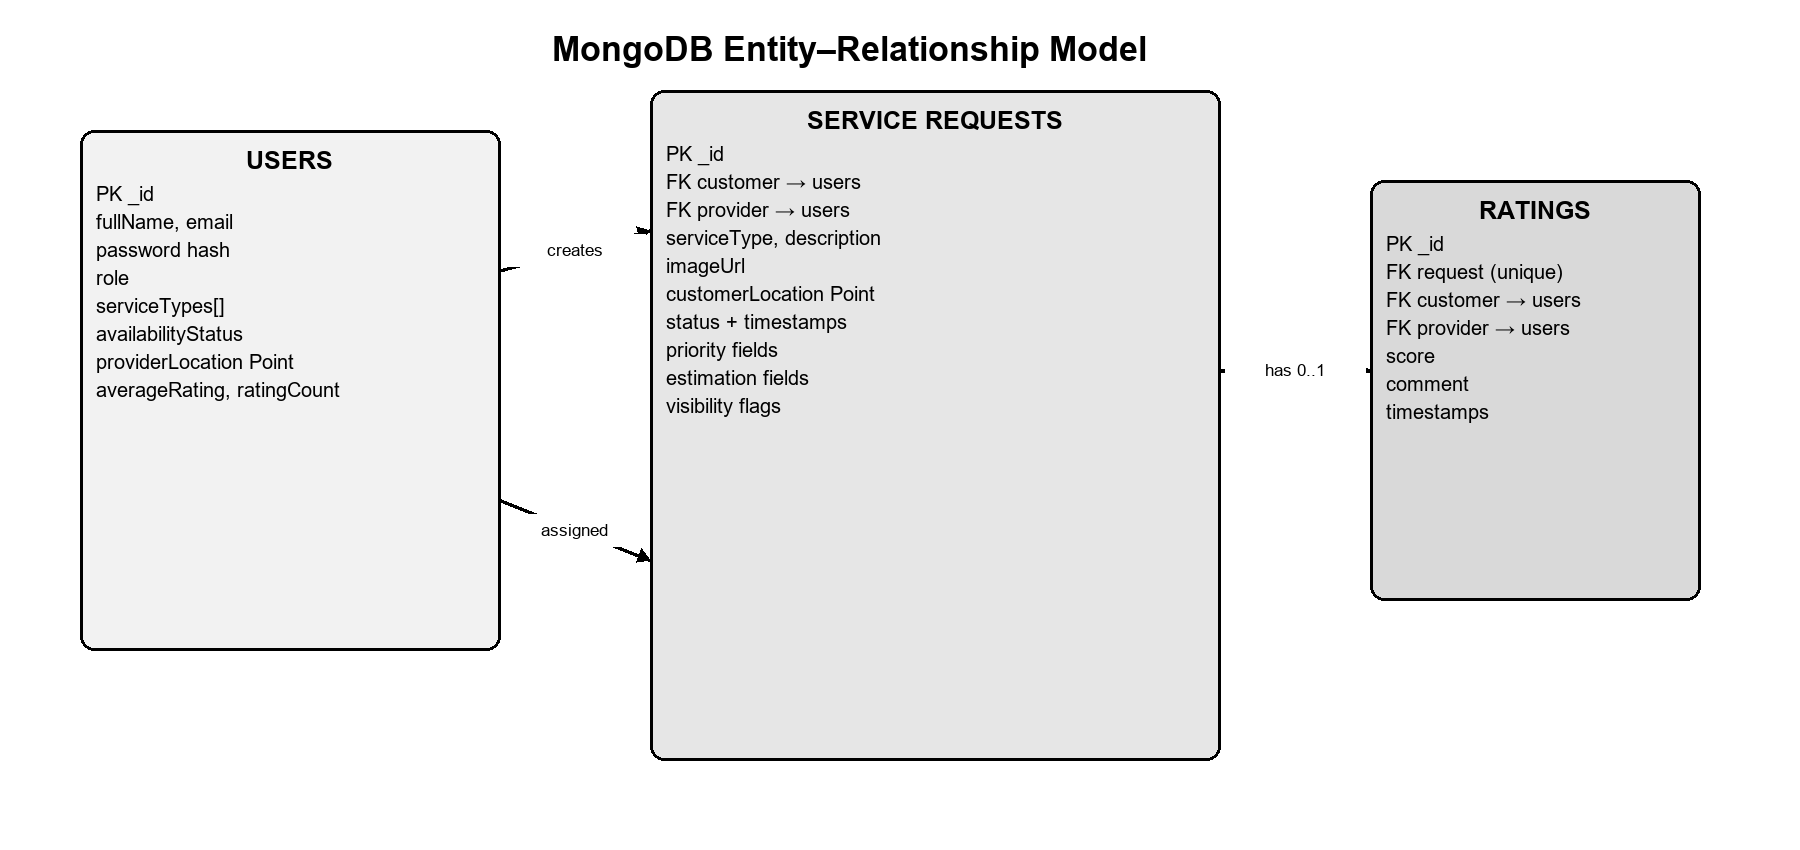 MongoDB Entity–Relationship Model
USERS
PK _id
fullName, email
password hash
role
serviceTypes[]
availabilityStatus
providerLocation Point
averageRating, ratingCount
creates
assigned
SERVICE REQUESTS
PK _id
FK customer → users
FK provider → users
serviceType, description
imageUrl
customerLocation Point
status + timestamps
priority fields
estimation fields
visibility flags
has 0..1
RATINGS
PK _id
FK request (unique)
FK customer → users
FK provider → users
score
comment
timestamps